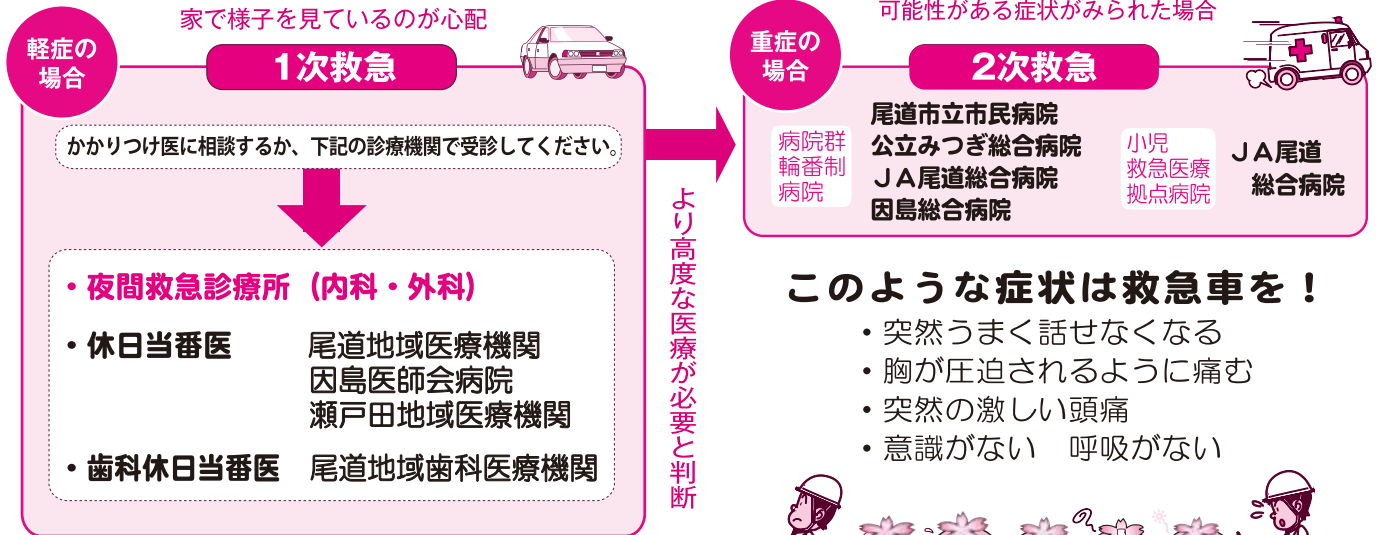 家で様子を見ているのが心配
軽症の
場合
1次救急
かかりつけ医に相談するか、下記の診療機関で受診してください。
・夜間救急診療所（内科・外科）
・休日当番医　尾道地域医療機関
因島医師会病院
瀬戸田地域医療機関
・歯科休日当番医　尾道地域歯科医療機関
より高度な医療が必要と判断
可能性がある症状がみられた場合
重症の
場合
2次救急
病院群
輪番制
病院
尾道市立市民病院
公立みつぎ総合病院
ＪＡ尾道総合病院
因島総合病院
小児
救急医療
拠点病院
ＪＡ尾道
総合病院
このような症状は救急車を！
・突然うまく話せなくなる
・胸が圧迫されるように痛む
・突然の激しい頭痛
・意識がない　呼吸がない